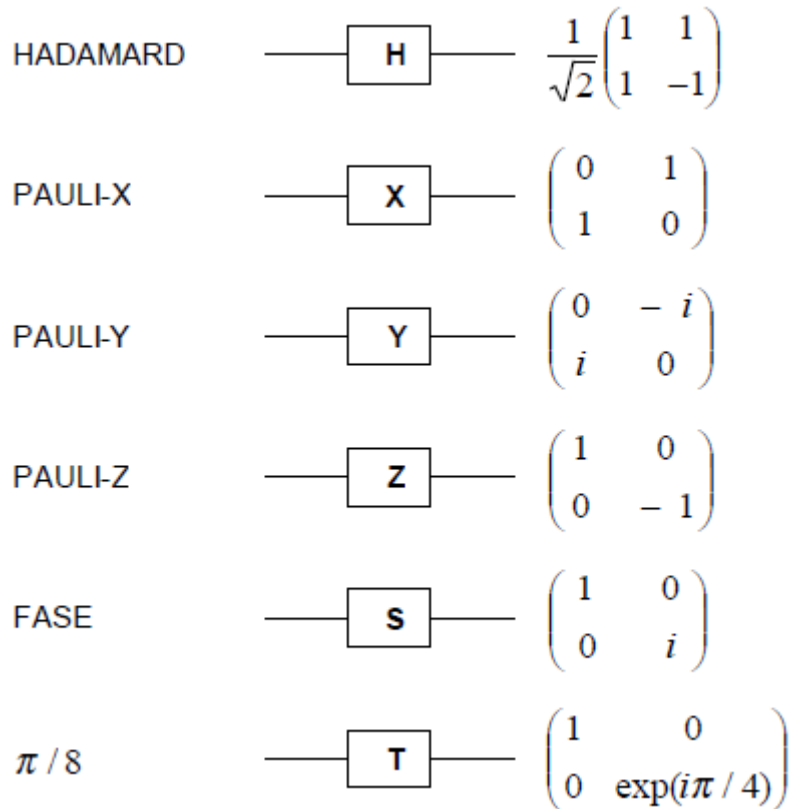 HADAMARD H 1/√2 (1 1; 1 -1)
PAULI-X X (0 1; 1 0)
PAULI-Y Y (0 - i; i 0)
PAULI-Z Z (1 0; 0 - 1)
FASE S (1 0; 0 i)
π / 8 T (1 0; 0 exp(iπ / 4))